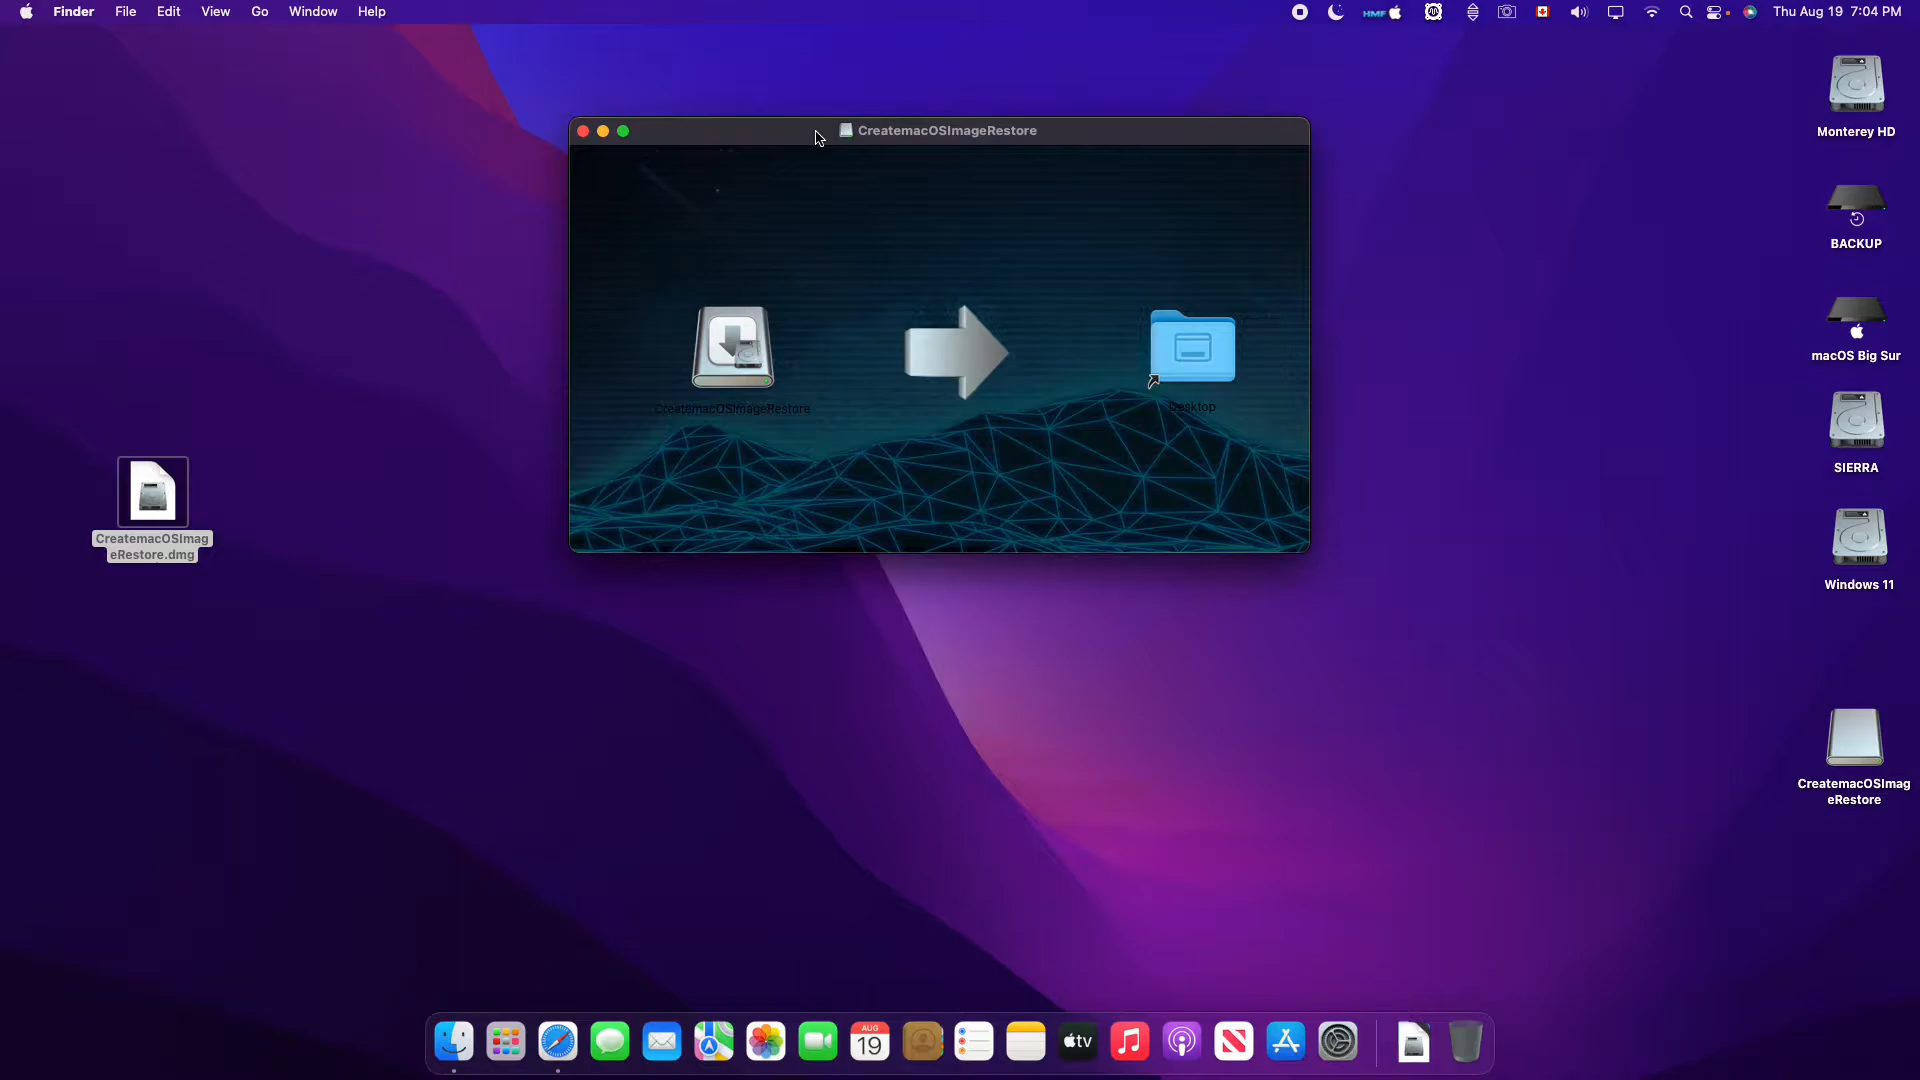 Finder File Edit View Go Window Help
HMF
Thu Aug 19 7:04 PM
CreatemacOSImageRestore
CreatemacOSImageRestore
Desktop
CreatemacOSImag
eRestore.dmg
Monterey HD
BACKUP
macOS Big Sur
SIERRA
Windows 11
CreatemacOSImag
eRestore
AUG
19
tv